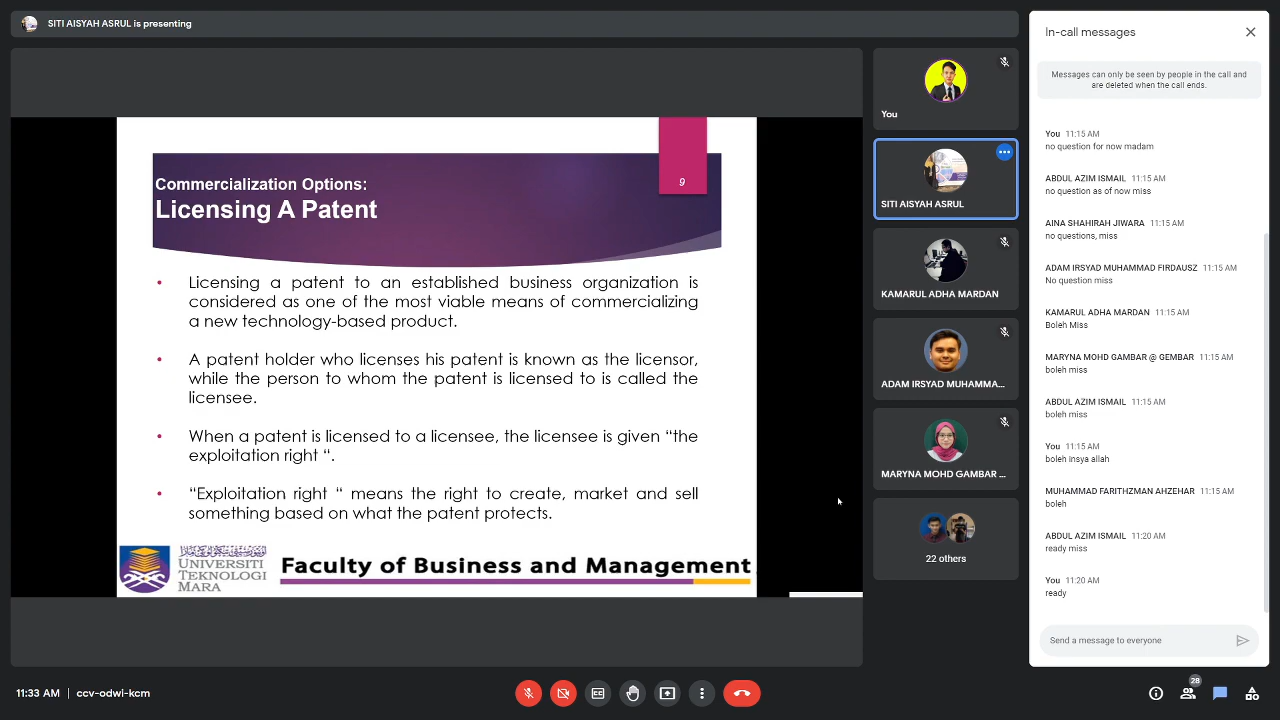 SITI AISYAH ASRUL is presenting
9
Commercialization Options:
Licensing A Patent
• Licensing a patent to an established business organization is
considered as one of the most viable means of commercializing
a new technology-based product.
• A patent holder who licenses his patent is known as the licensor,
while the person to whom the patent is licensed to is called the
licensee.
• When a patent is licensed to a licensee, the licensee is given “the
exploitation right “.
• “Exploitation right “ means the right to create, market and sell
something based on what the patent protects.
UNIVERSITI
TEKNOLOGI
MARA
Faculty of Business and Management
You
SITI AISYAH ASRUL
KAMARUL ADHA MARDAN
ADAM IRSYAD MUHAMMA...
MARYNA MOHD GAMBAR ...
22 others
In-call messages
Messages can only be seen by people in the call and
are deleted when the call ends.
You 11:15 AM
no question for now madam
ABDUL AZIM ISMAIL 11:15 AM
no question as of now miss
AINA SHAHIRAH JIWARA 11:15 AM
no questions, miss
ADAM IRSYAD MUHAMMAD FIRDAUSZ 11:15 AM
No question miss
KAMARUL ADHA MARDAN 11:15 AM
Boleh Miss
MARYNA MOHD GAMBAR @ GEMBAR 11:15 AM
boleh miss
ABDUL AZIM ISMAIL 11:15 AM
boleh miss
You 11:15 AM
boleh insya allah
MUHAMMAD FARITHZMAN AHZEHAR 11:15 AM
boleh
ABDUL AZIM ISMAIL 11:20 AM
ready miss
You 11:20 AM
ready
Send a message to everyone
11:33 AM | ccv-odwi-kcm
28